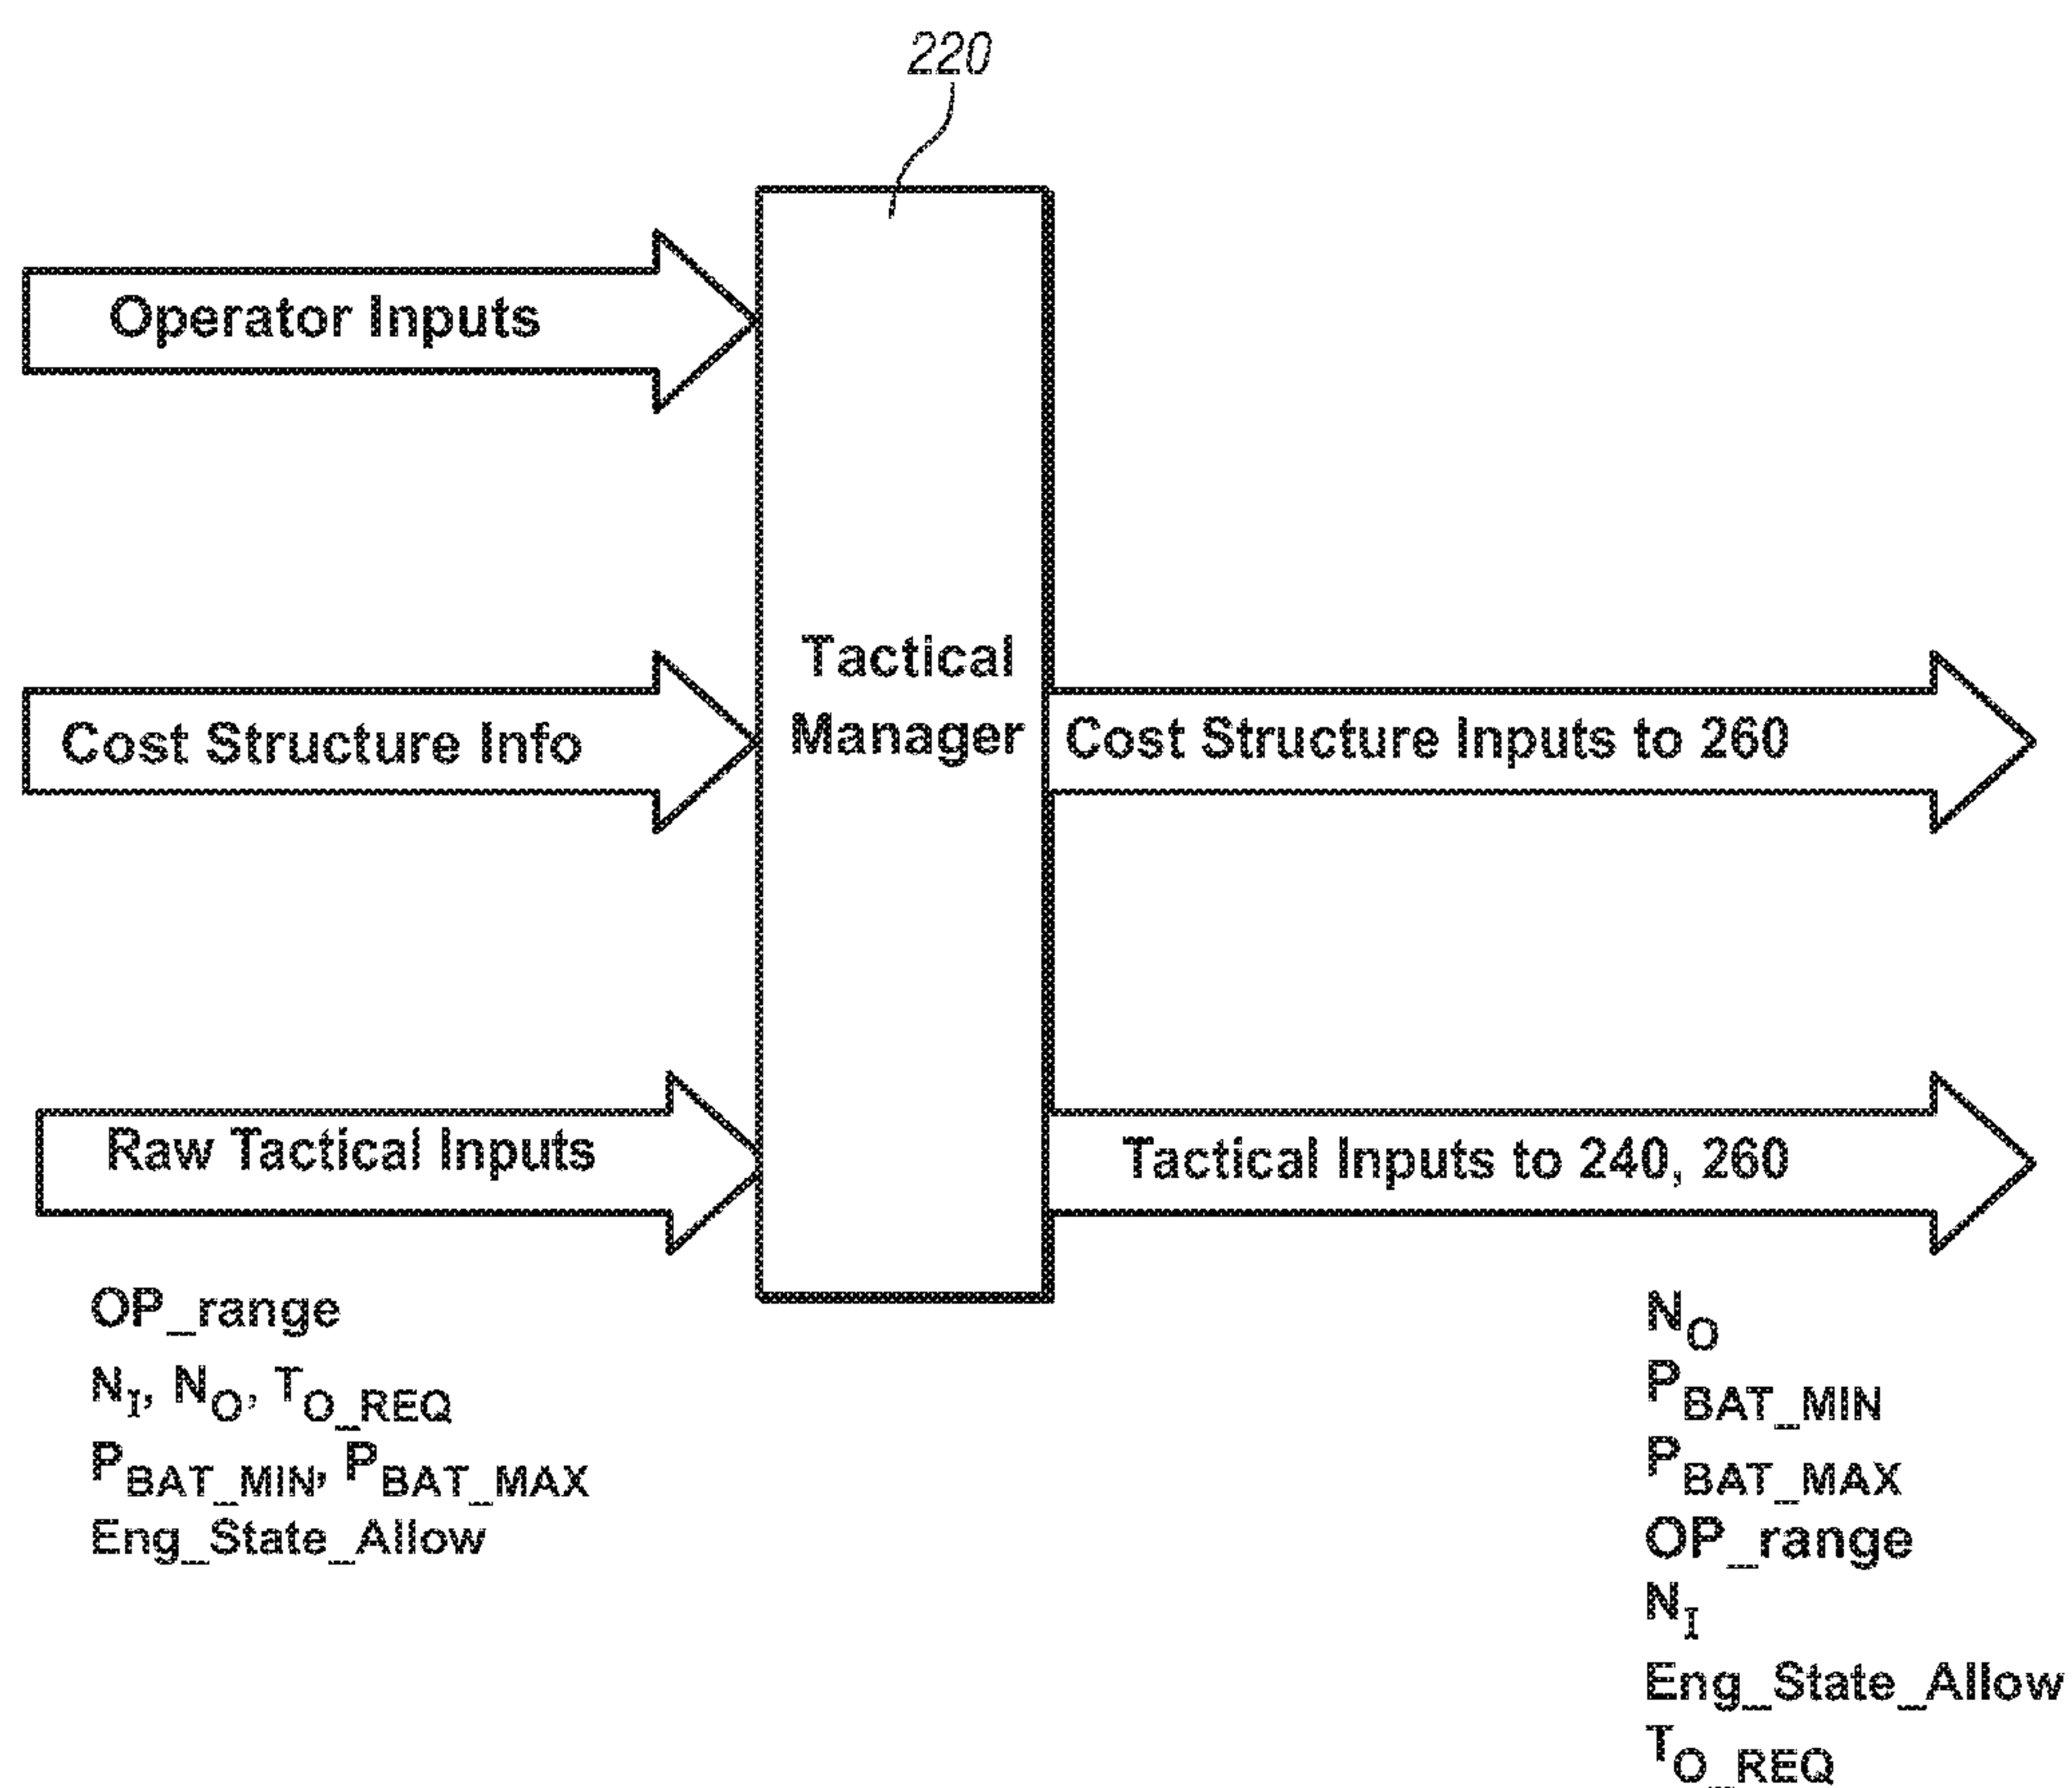 220
Operator Inputs
Tactical
Manager
Cost Structure Info
Cost Structure Inputs to 260
Raw Tactical Inputs
Tactical Inputs to 240, 260
OP_range
N_I, N_O, T_O_REQ
P_BAT_MIN, P_BAT_MAX
Eng_State_Allow
N_O
P_BAT_MIN
P_BAT_MAX
OP_range
N_I
Eng_State_Allow
T_O_REQ